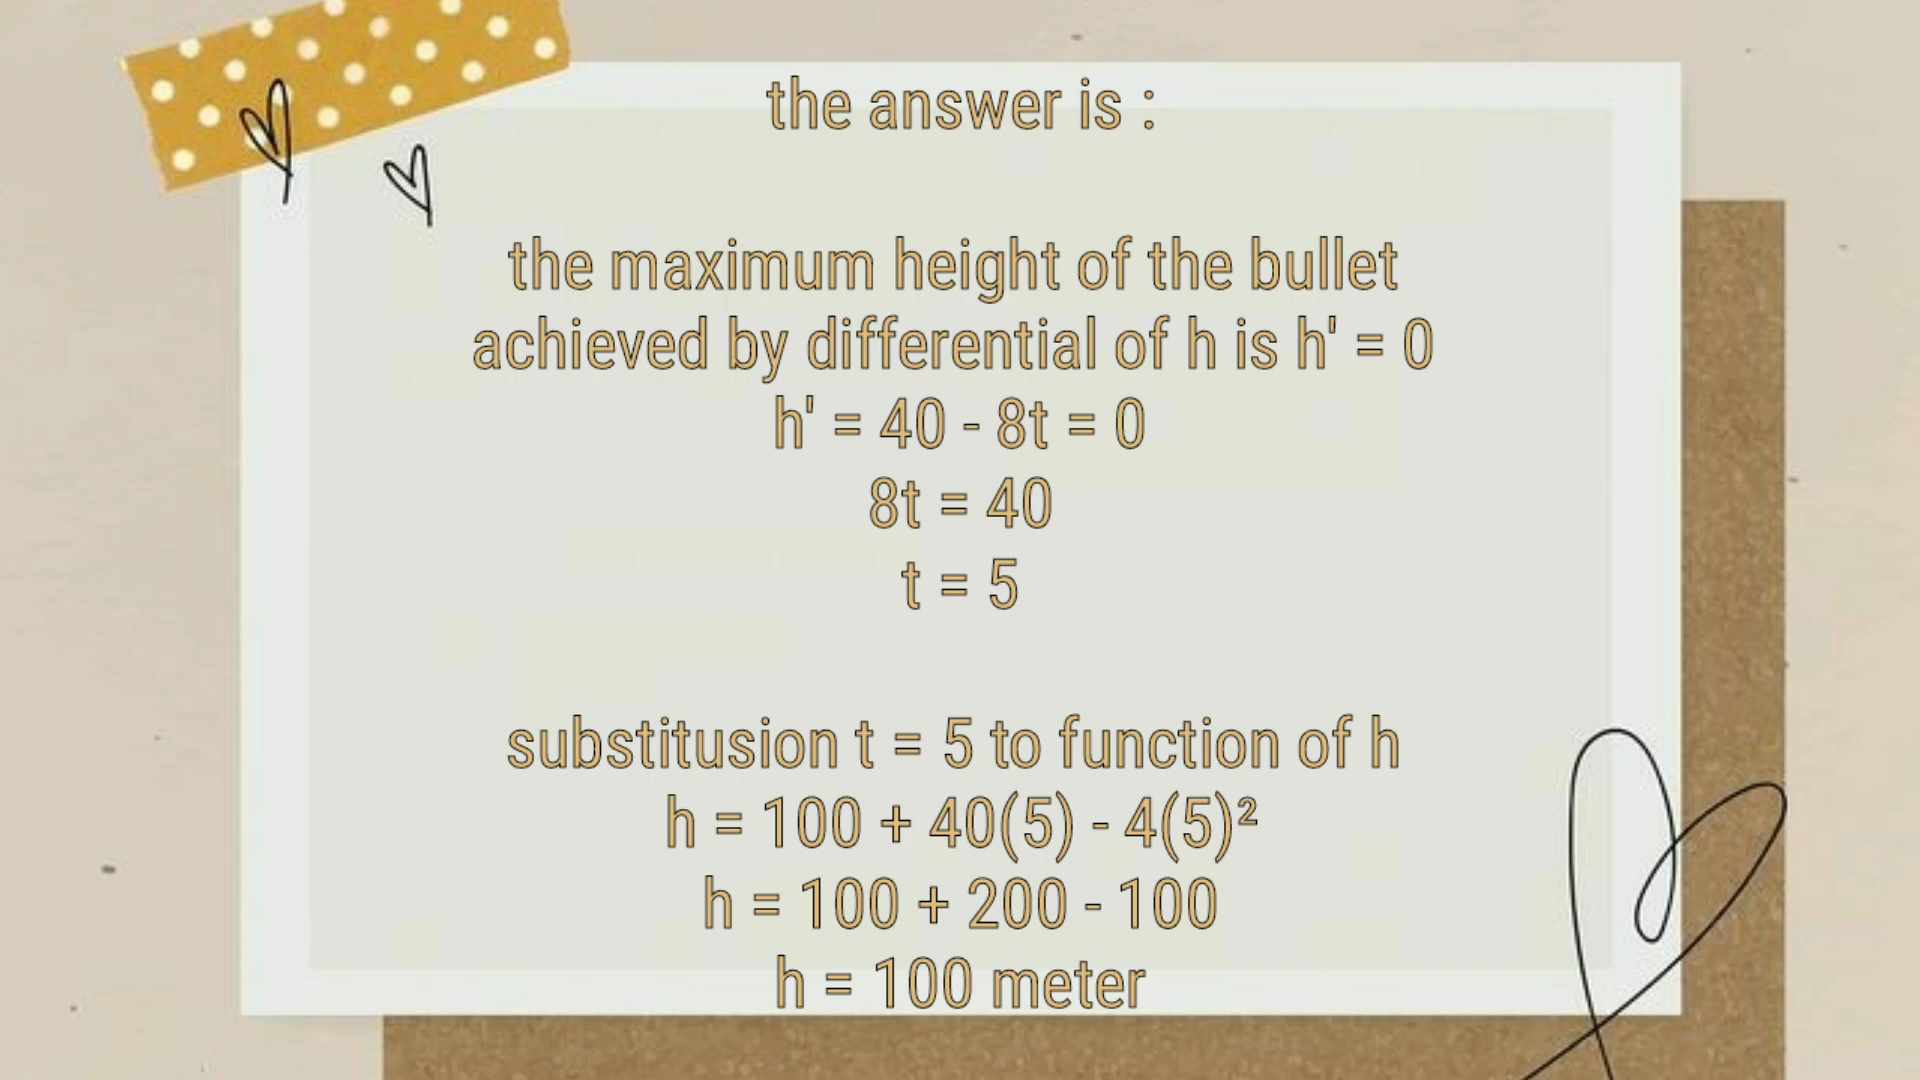 the answer is :
the maximum height of the bullet
achieved by differential of h is h' = 0
h' = 40 - 8t = 0
8t = 40
t = 5
substitusion t = 5 to function of h
h = 100 + 40(5) - 4(5)²
h = 100 + 200 - 100
h = 100 meter